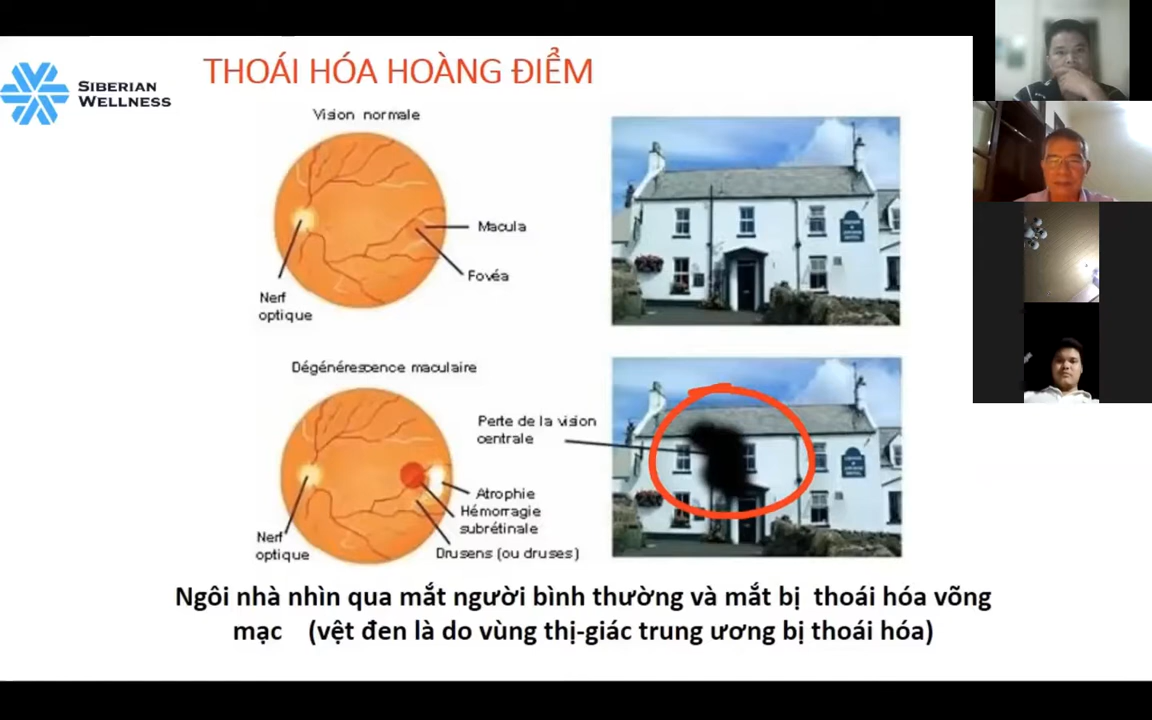 THOÁI HÓA HOÀNG ĐIỂM
SIBERIAN
WELLNESS
Vision normale
Macula
Fovéa
Nerf
optique
Dégénérescence maculaire
Perte de la vision
centrale
Atrophie
Hémorragie
subrétinale
Nerf
optique
Drusens (ou druses)
Ngôi nhà nhìn qua mắt người bình thường và mắt bị thoái hóa võng
mạc (vệt đen là do vùng thị-giác trung ương bị thoái hóa)